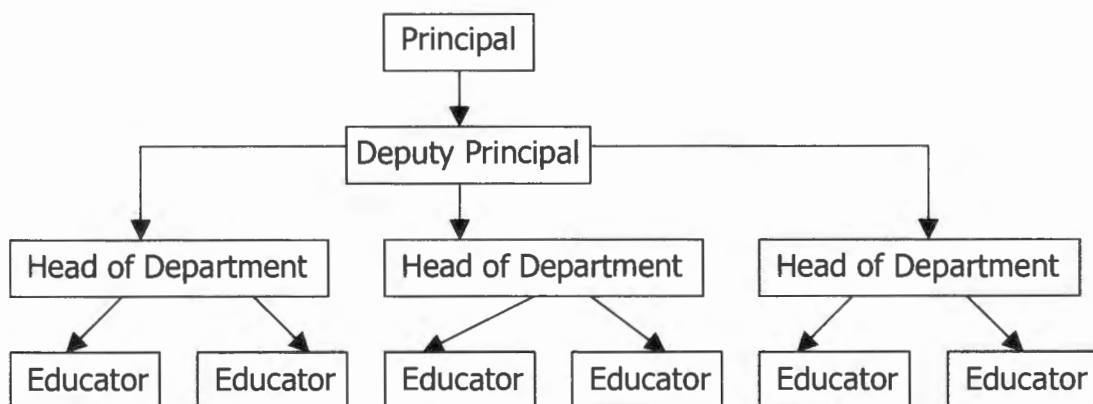 Principal
Deputy Principal
Head of Department
Head of Department
Head of Department
Educator
Educator
Educator
Educator
Educator
Educator